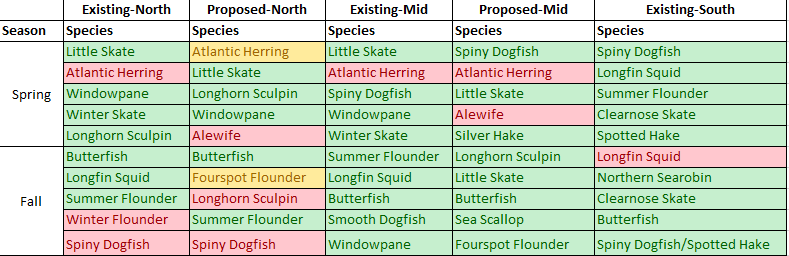 Existing-North Proposed-North Existing-Mid Proposed-Mid Existing-South
Season Species Species Species Species Species
Little Skate Atlantic Herring Little Skate Spiny Dogfish Spiny Dogfish
Atlantic Herring Little Skate Atlantic Herring Atlantic Herring Longfin Squid
Spring Windowpane Longhorn Sculpin Spiny Dogfish Little Skate Summer Flounder
Winter Skate Windowpane Windowpane Alewife Clearnose Skate
Longhorn Sculpin Alewife Winter Skate Silver Hake Spotted Hake
Butterfish Butterfish Summer Flounder Longhorn Sculpin Longfin Squid
Longfin Squid Fourspot Flounder Longfin Squid Little Skate Northern Searobin
Fall Summer Flounder Longhorn Sculpin Butterfish Butterfish Clearnose Skate
Winter Flounder Summer Flounder Smooth Dogfish Sea Scallop Butterfish
Spiny Dogfish Spiny Dogfish Windowpane Fourspot Flounder Spiny Dogfish/Spotted Hake